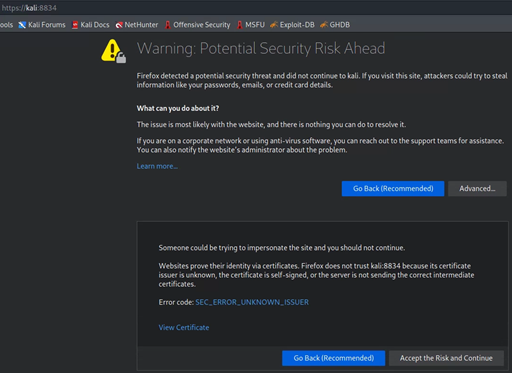 https://kali:8834
ools Kali Forums Kali Docs NetHunter Offensive Security MSFU Exploit-DB GHDB
Warning: Potential Security Risk Ahead
Firefox detected a potential security threat and did not continue to kali. If you visit this site, attackers could try to steal
information like your passwords, emails, or credit card details.
What can you do about it?
The issue is most likely with the website, and there is nothing you can do to resolve it.
If you are on a corporate network or using anti-virus software, you can reach out to the support teams for assistance.
You can also notify the website's administrator about the problem.
Learn more...
Go Back (Recommended) Advanced...
Someone could be trying to impersonate the site and you should not continue.
Websites prove their identity via certificates. Firefox does not trust kali:8834 because its certificate
issuer is unknown, the certificate is self-signed, or the server is not sending the correct intermediate
certificates.
Error code: SEC_ERROR_UNKNOWN_ISSUER
View Certificate
Go Back (Recommended) Accept the Risk and Continue